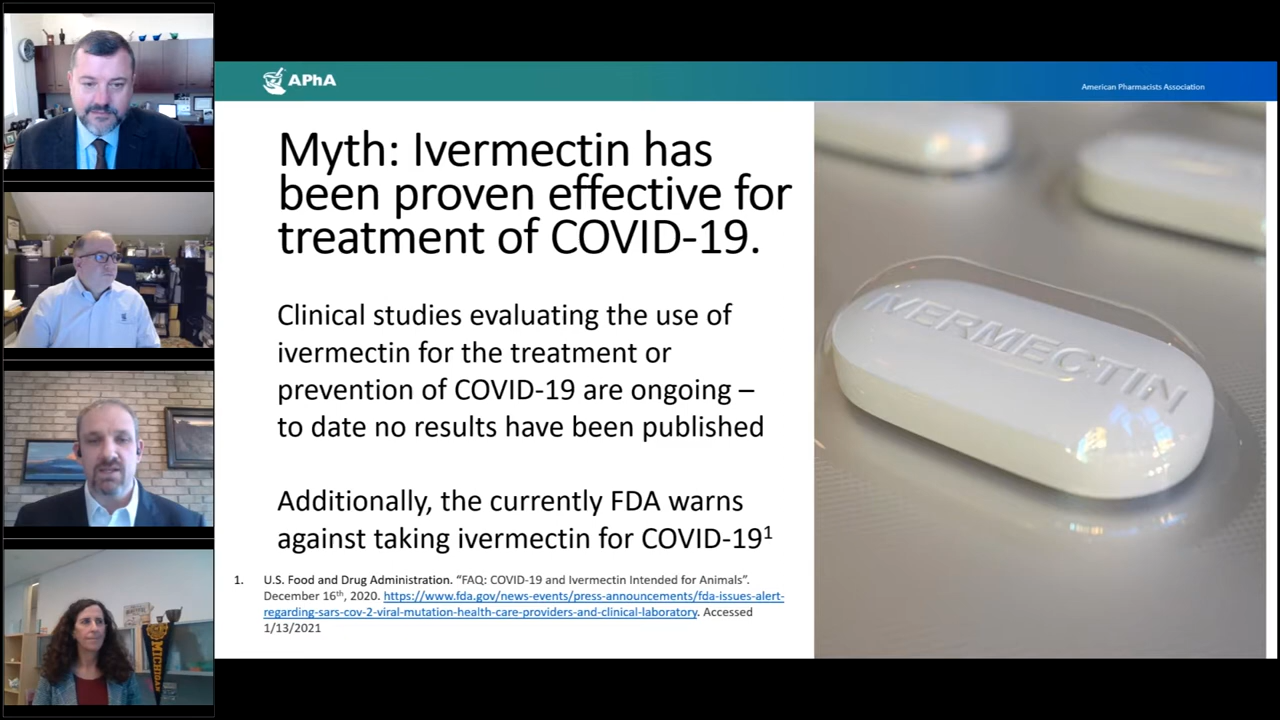 APhA
American Pharmacists Association
Myth: Ivermectin has
been proven effective for
treatment of COVID-19.
Clinical studies evaluating the use of
ivermectin for the treatment or
prevention of COVID-19 are ongoing –
to date no results have been published
Additionally, the currently FDA warns
against taking ivermectin for COVID-19¹
1. U.S. Food and Drug Administration. “FAQ: COVID-19 and Ivermectin Intended for Animals”.
December 16th, 2020. https://www.fda.gov/news-events/press-announcements/fda-issues-alert-
regarding-sars-cov-2-viral-mutation-health-care-providers-and-clinical-laboratory. Accessed
1/13/2021
IVERMECTIN
MICHIGAN